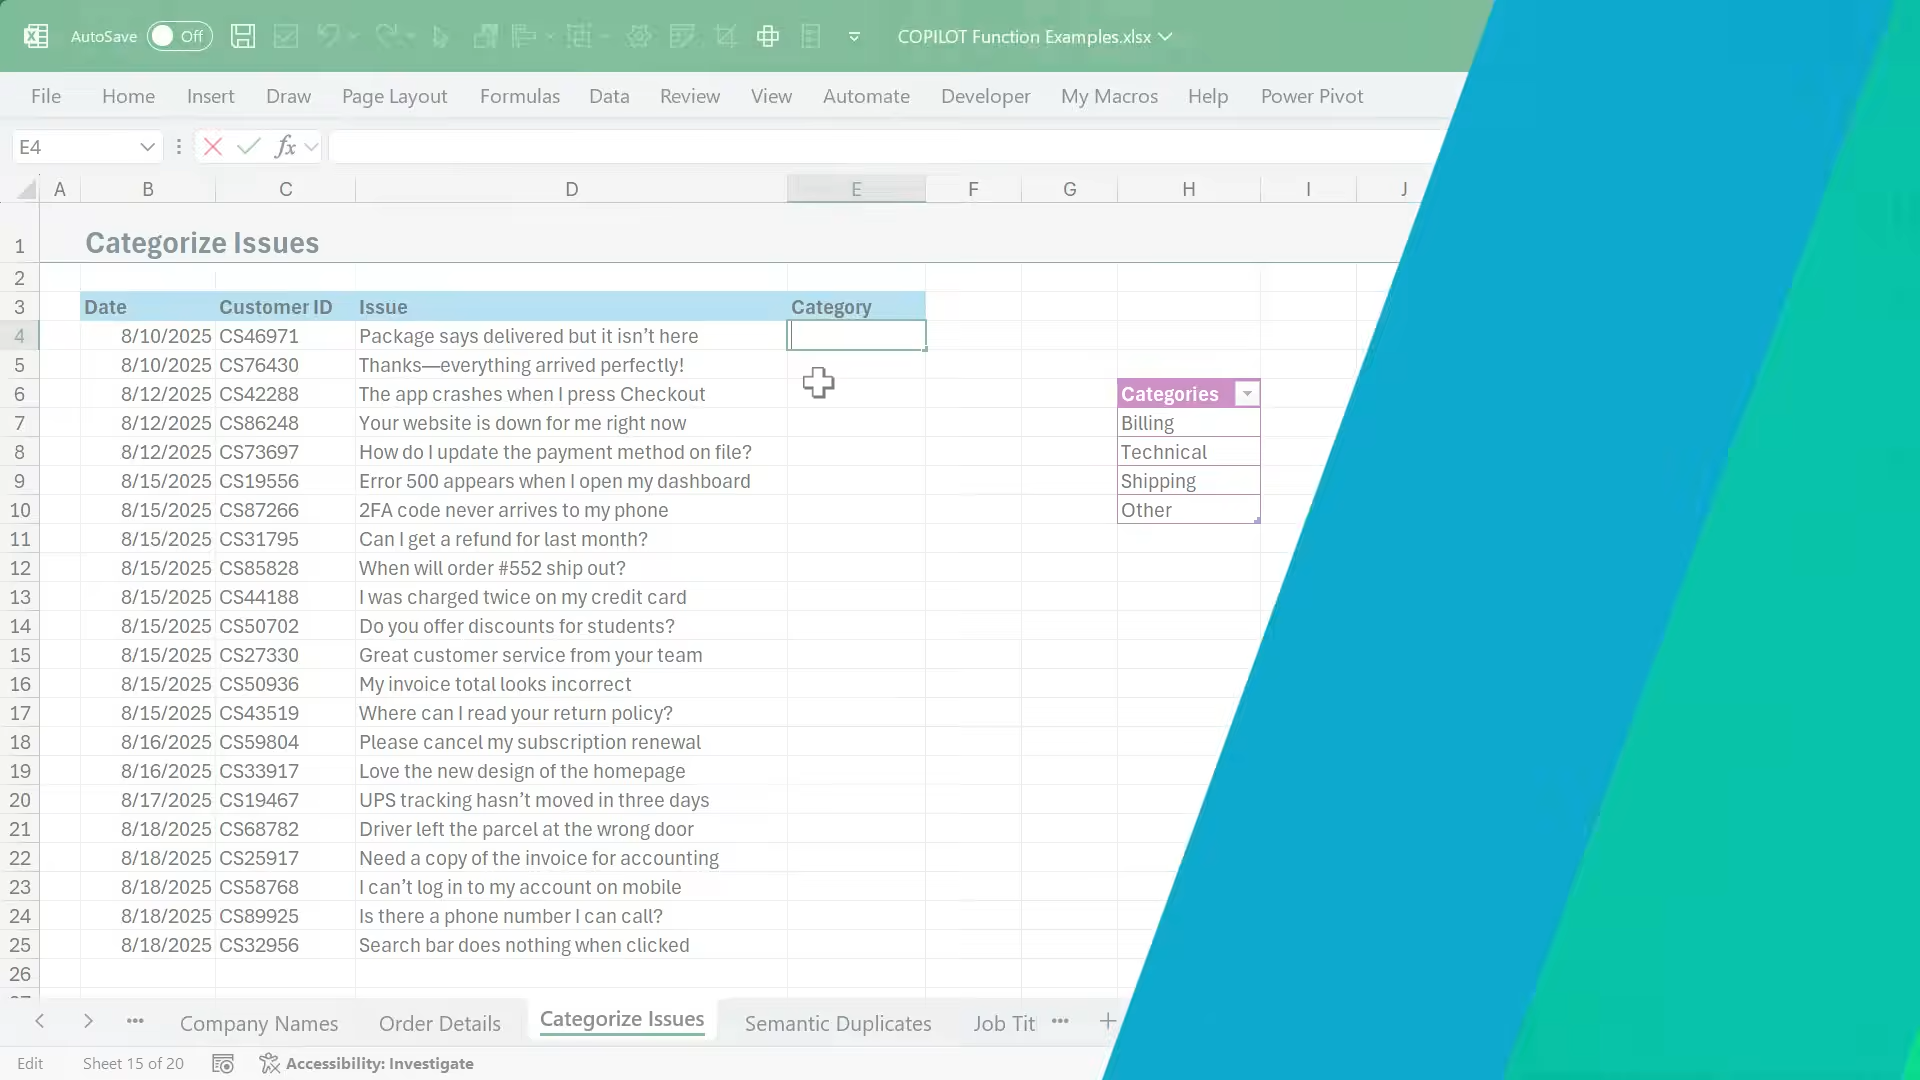 AutoSave Off COPILOT Function Examples.xlsx
File Home Insert Draw Page Layout Formulas Data Review View Automate Developer My Macros Help Power Pivot
E4 fx
A B C D E F G H I J
1 Categorize Issues
2
3 Date Customer ID Issue Category
4 8/10/2025 CS46971 Package says delivered but it isn’t here
5 8/10/2025 CS76430 Thanks—everything arrived perfectly!
6 8/12/2025 CS42288 The app crashes when I press Checkout Categories
7 8/12/2025 CS86248 Your website is down for me right now Billing
8 8/12/2025 CS73697 How do I update the payment method on file? Technical
9 8/15/2025 CS19556 Error 500 appears when I open my dashboard Shipping
10 8/15/2025 CS87266 2FA code never arrives to my phone Other
11 8/15/2025 CS31795 Can I get a refund for last month?
12 8/15/2025 CS85828 When will order #552 ship out?
13 8/15/2025 CS44188 I was charged twice on my credit card
14 8/15/2025 CS50702 Do you offer discounts for students?
15 8/15/2025 CS27330 Great customer service from your team
16 8/15/2025 CS50936 My invoice total looks incorrect
17 8/15/2025 CS43519 Where can I read your return policy?
18 8/16/2025 CS59804 Please cancel my subscription renewal
19 8/16/2025 CS33917 Love the new design of the homepage
20 8/17/2025 CS19467 UPS tracking hasn’t moved in three days
21 8/18/2025 CS68782 Driver left the parcel at the wrong door
22 8/18/2025 CS25917 Need a copy of the invoice for accounting
23 8/18/2025 CS58768 I can’t log in to my account on mobile
24 8/18/2025 CS89925 Is there a phone number I can call?
25 8/18/2025 CS32956 Search bar does nothing when clicked
26
Company Names Order Details Categorize Issues Semantic Duplicates Job Tit
Edit Sheet 15 of 20 Accessibility: Investigate